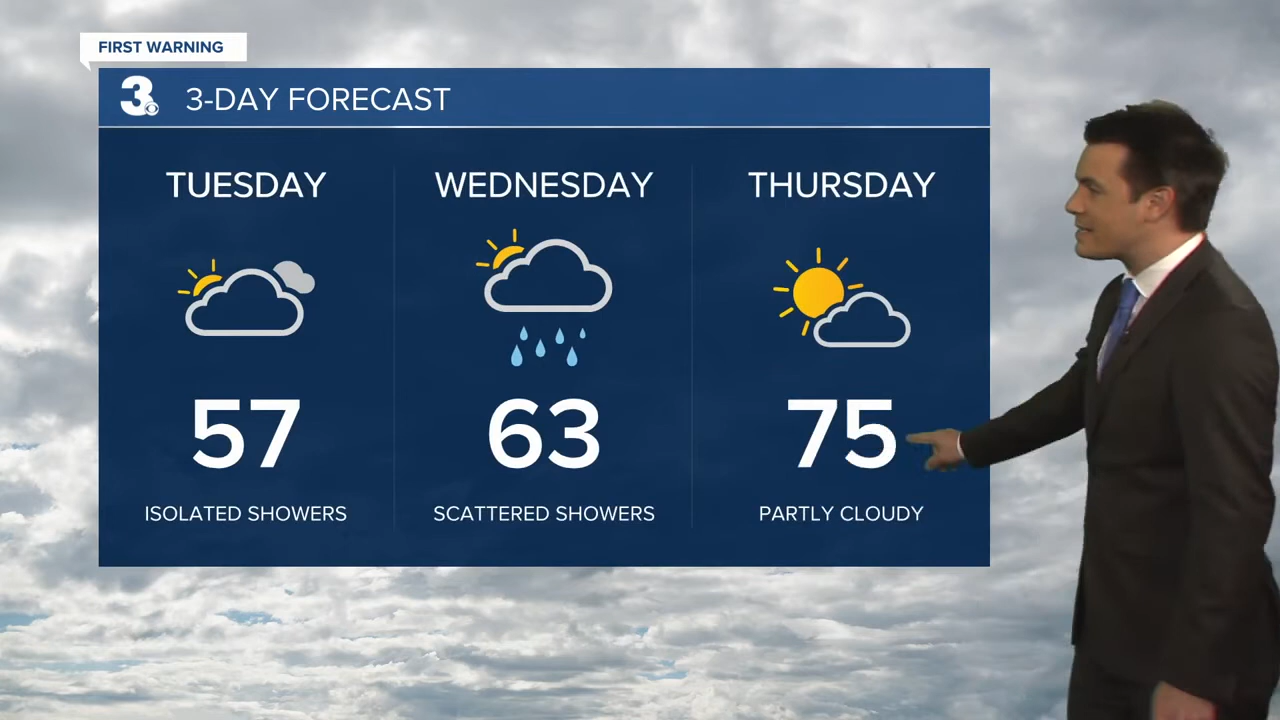 FIRST WARNING
3
3-DAY FORECAST
TUESDAY
57
ISOLATED SHOWERS
WEDNESDAY
63
SCATTERED SHOWERS
THURSDAY
75
PARTLY CLOUDY